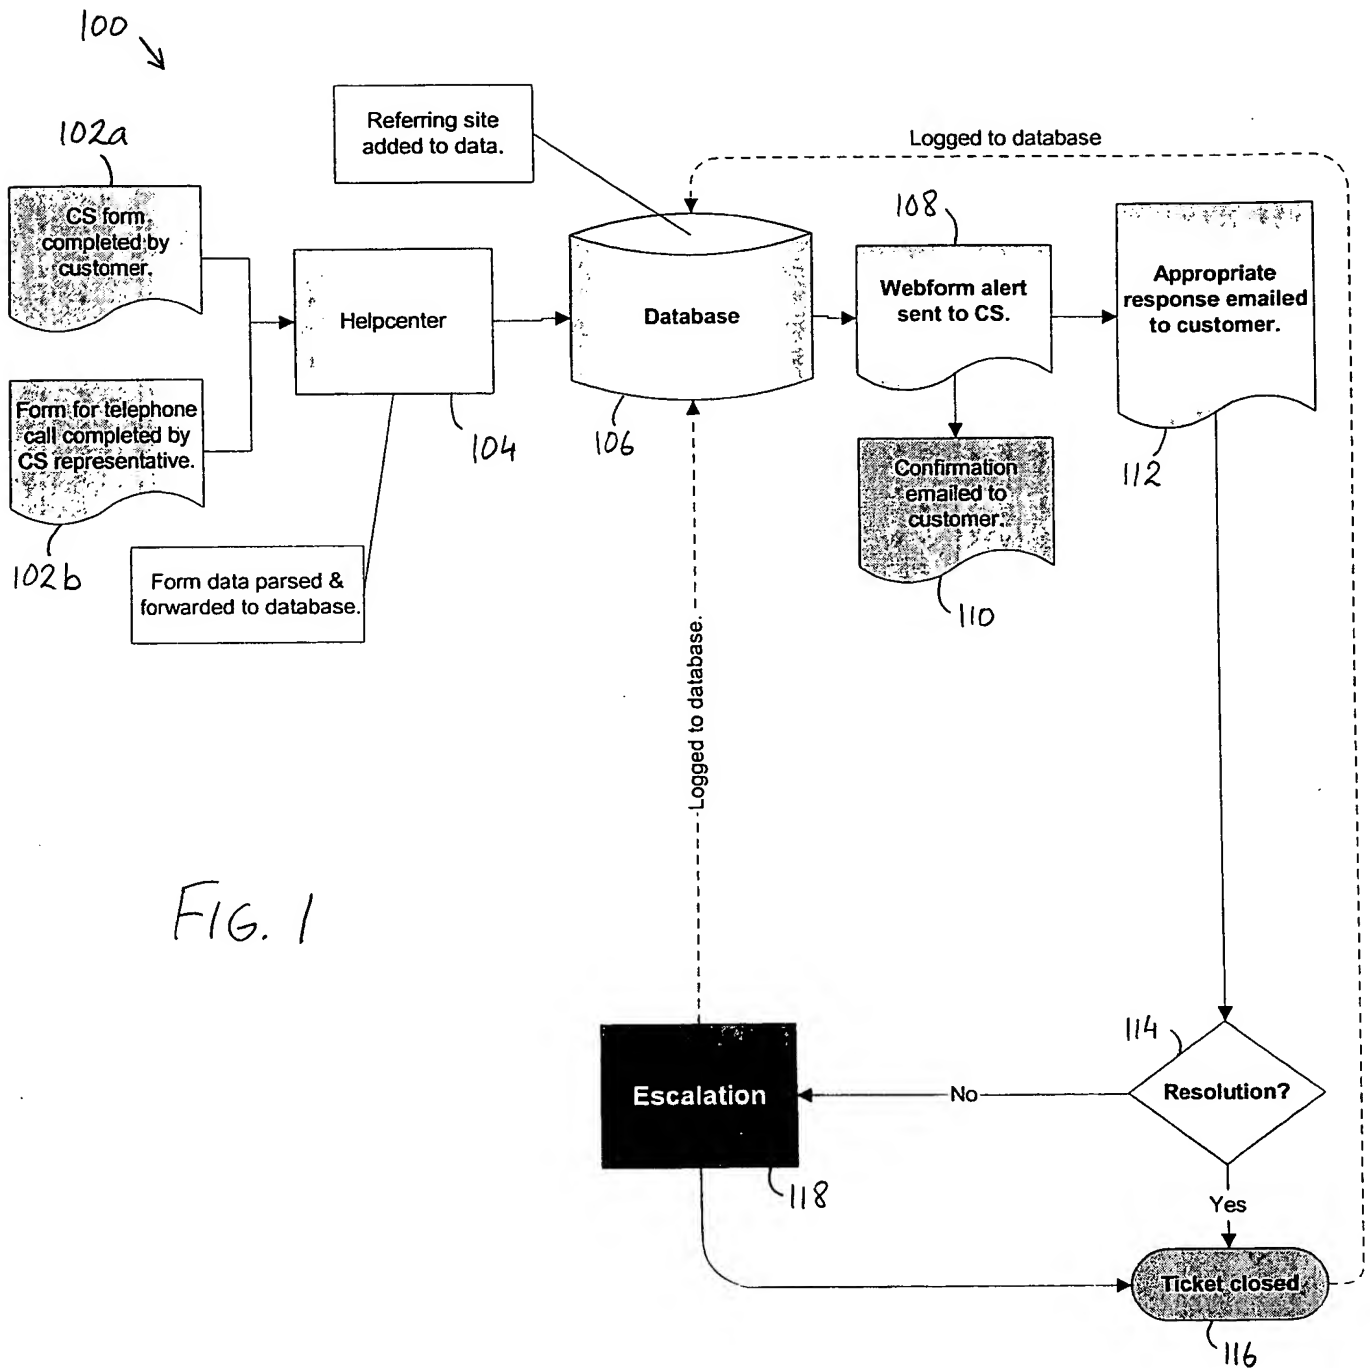 100
102a
CS form
completed by
customer.
Form for telephone
call completed by
CS representative.
102b
Helpcenter
104
Form data parsed &
forwarded to database.
Referring site
added to data.
Database
106
Logged to database
108
Webform alert
sent to CS.
Confirmation
emailed to
customer.
110
Appropriate
response emailed
to customer.
112
Logged to database.
FIG. 1
114
Resolution?
No
Escalation
118
Yes
Ticket closed
116